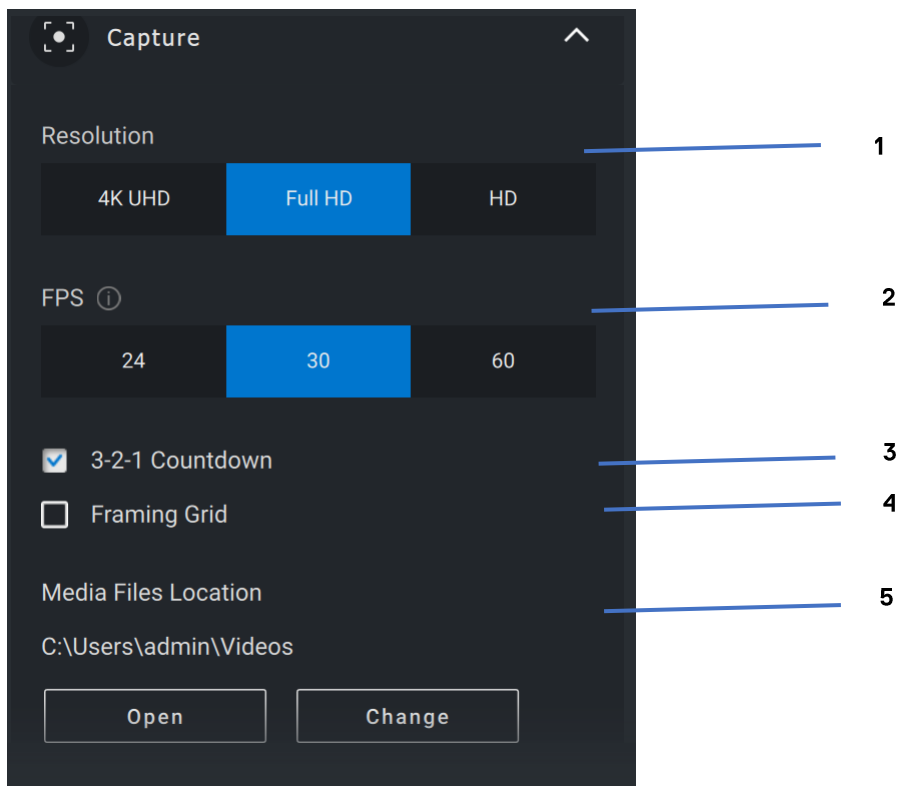 Capture
Resolution
1
4K UHD Full HD HD
FPS
2
24 30 60
3-2-1 Countdown
3
Framing Grid
4
Media Files Location
5
C:\Users\admin\Videos
Open Change